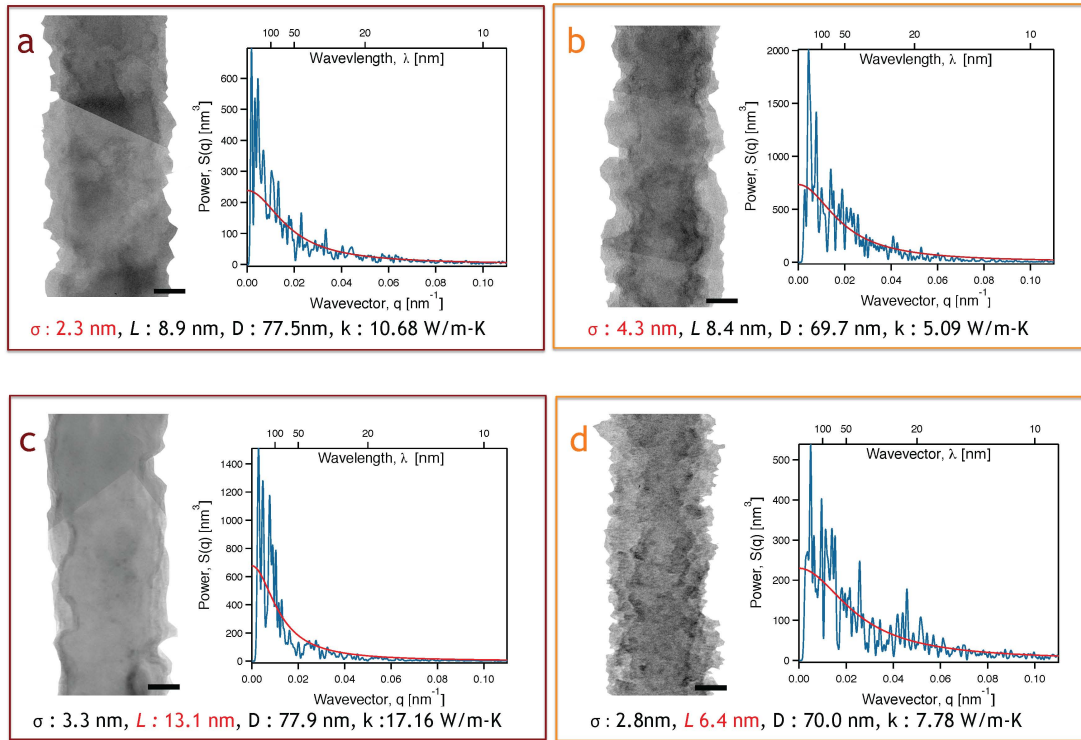 a
100 50 20 10
Wavevlength, λ [nm]
Power, S(q) [nm³]
600
500
400
300
200
100
0
0.00 0.02 0.04 0.06 0.08 0.10
Wavevector, q [nm⁻¹]
σ : 2.3 nm, L : 8.9 nm, D : 77.5nm, k : 10.68 W/m-K
b
100 50 20 10
Wavelength, λ [nm]
Power, S(q) [nm³]
2000
1500
1000
500
0
0.00 0.02 0.04 0.06 0.08 0.10
Wavevector, q [nm⁻¹]
σ : 4.3 nm, L 8.4 nm, D : 69.7 nm, k : 5.09 W/m-K
c
100 50 20 10
Wavelength, λ [nm]
Power, S(q) [nm³]
1400
1200
1000
800
600
400
200
0
0.00 0.02 0.04 0.06 0.08 0.10
Wavevector, q [nm⁻¹]
σ : 3.3 nm, L : 13.1 nm, D : 77.9 nm, k :17.16 W/m-K
d
100 50 20 10
Wavevector, λ [nm]
Power, S(q) [nm³]
500
400
300
200
100
0
0.00 0.02 0.04 0.06 0.08 0.10
Wavevector, q [nm⁻¹]
σ : 2.8nm, L 6.4 nm, D : 70.0 nm, k : 7.78 W/m-K